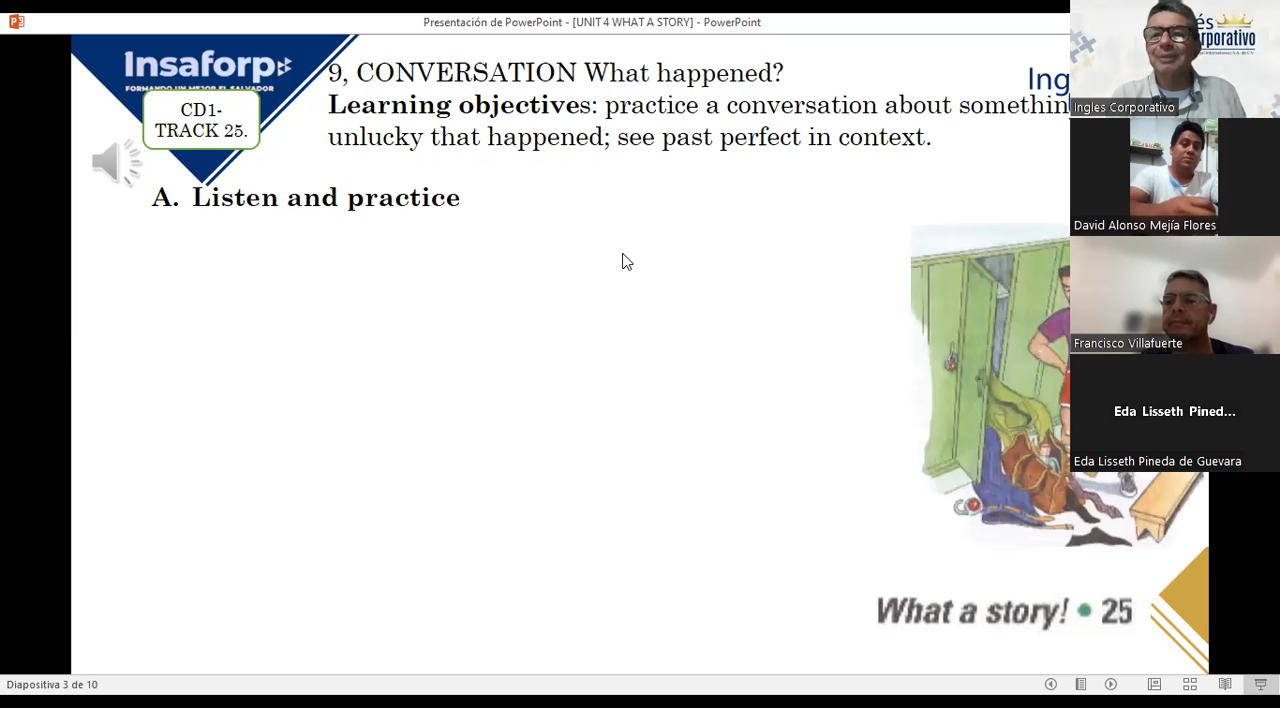 Presentación de PowerPoint - [UNIT 4 WHAT A STORY] - PowerPoint
Insaforp
FORMANDO UN MEJOR EL SALVADOR
CD1-
TRACK 25.
9, CONVERSATION What happened?
Learning objectives: practice a conversation about somethin
unlucky that happened; see past perfect in context.
A. Listen and practice
Ing
Ingles Corporativo
David Alonso Mejía Flores
Francisco Villafuerte
Eda Lisseth Pined...
Eda Lisseth Pineda de Guevara
What a story! • 25
Diapositiva 3 de 10